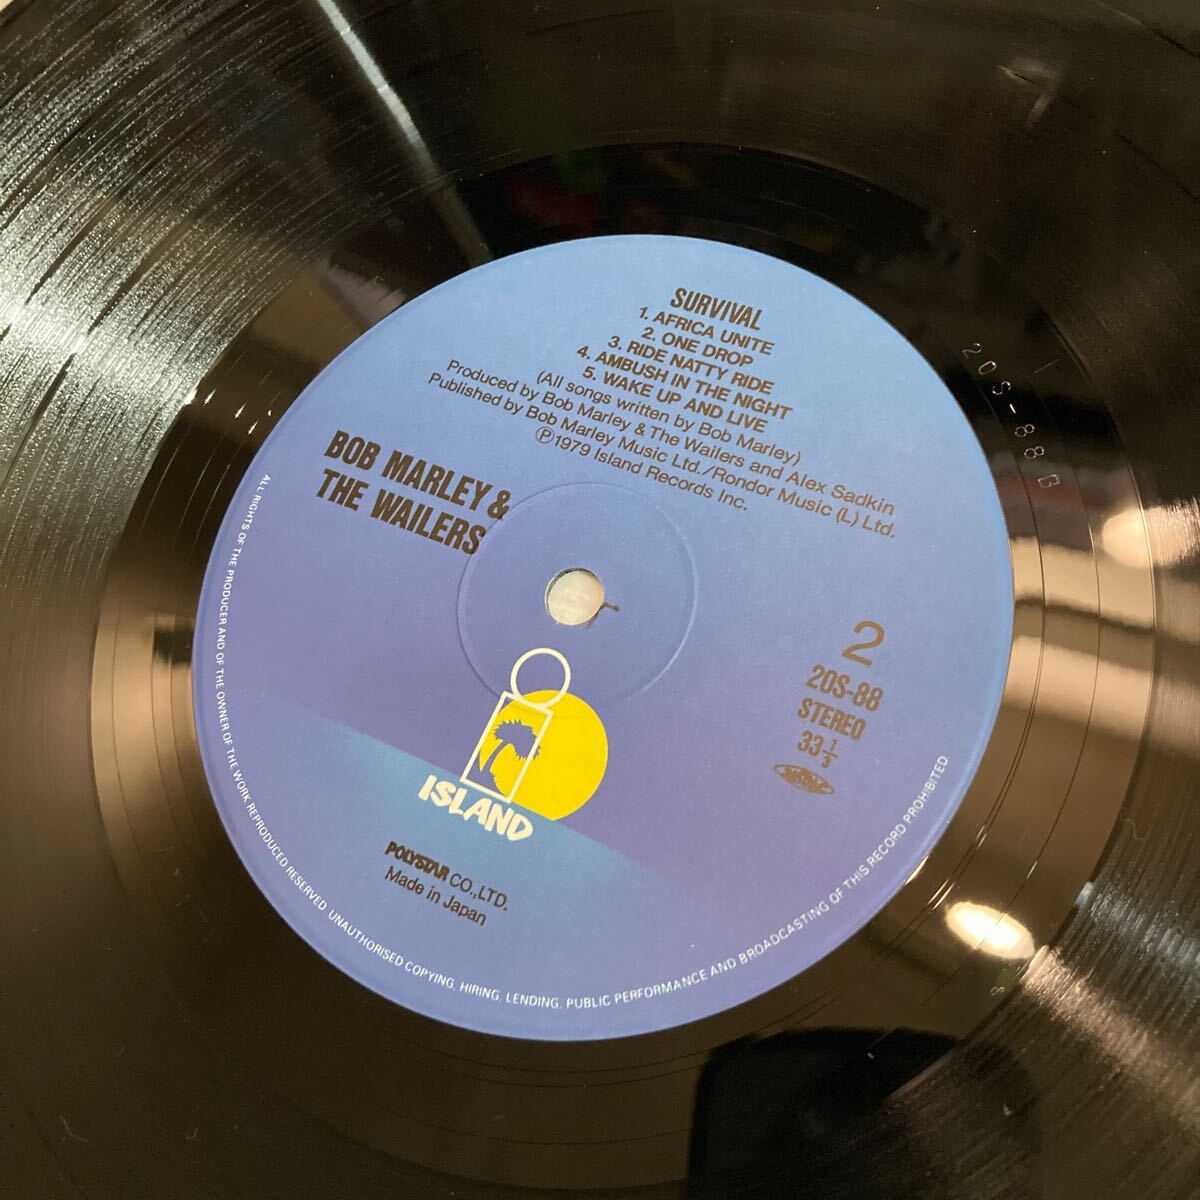 SURVIVAL
1. AFRICA UNITE
2. ONE DROP
3. RIDE NATTY RIDE
4. AMBUSH IN THE NIGHT
5. WAKE UP AND LIVE
(All songs written by Bob Marley)
Produced by Bob Marley & The Wailers and Alex Sadkin
Published by Bob Marley Music Ltd./Rondor Music (L) Ltd.
Ⓟ1979 Island Records Inc.
BOB MARLEY &
THE WAILERS
2
20S-88
STEREO
33⅓
ISLAND
POLYSTAR CO.,LTD.
Made in Japan
ALL RIGHTS OF THE PRODUCER AND OF THE OWNER OF THE WORK REPRODUCED RESERVED. UNAUTHORISED COPYING, HIRING, LENDING, PUBLIC PERFORMANCE AND BROADCASTING OF THIS RECORD PROHIBITED.
20S-88B